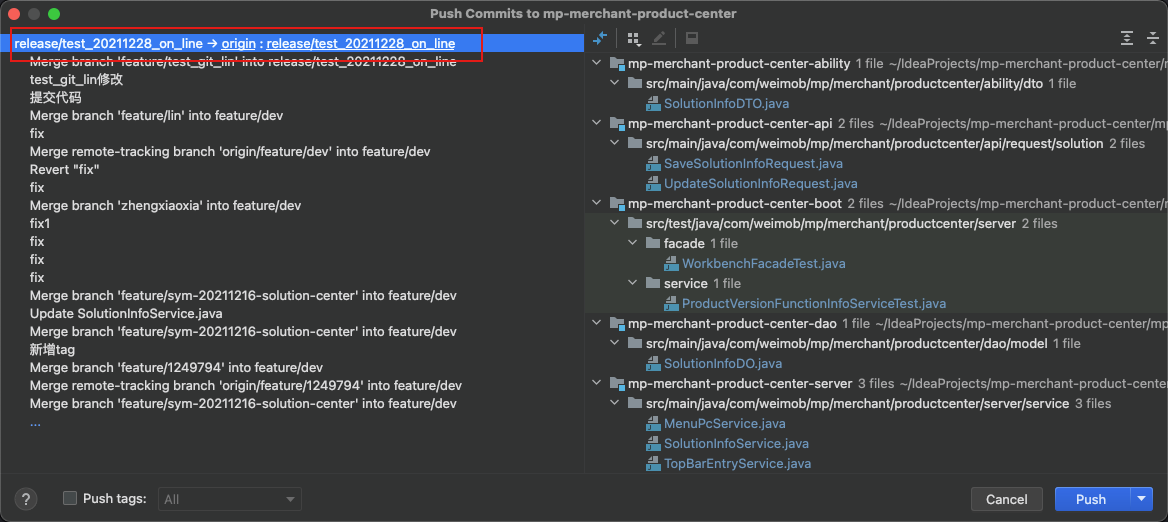 Push Commits to mp-merchant-product-center
release/test_20211228_on_line → origin : release/test_20211228_on_line
Merge branch 'feature/test_git_lin' into release/test_20211228_on_line
test_git_lin修改
提交代码
Merge branch 'feature/lin' into feature/dev
fix
Merge remote-tracking branch 'origin/feature/dev' into feature/dev
Revert "fix"
fix
Merge branch 'zhengxiaoxia' into feature/dev
fix1
fix
fix
fix
Merge branch 'feature/sym-20211216-solution-center' into feature/dev
Update SolutionInfoService.java
Merge branch 'feature/sym-20211216-solution-center' into feature/dev
新增tag
Merge branch 'feature/1249794' into feature/dev
Merge remote-tracking branch 'origin/feature/1249794' into feature/dev
Merge branch 'feature/sym-20211216-solution-center' into feature/dev
...
mp-merchant-product-center-ability 1 file ~/IdeaProjects/mp-merchant-product-center/
src/main/java/com/weimob/mp/merchant/productcenter/ability/dto 1 file
SolutionInfoDTO.java
mp-merchant-product-center-api 2 files ~/IdeaProjects/mp-merchant-product-center/mp
src/main/java/com/weimob/mp/merchant/productcenter/api/request/solution 2 files
SaveSolutionInfoRequest.java
UpdateSolutionInfoRequest.java
mp-merchant-product-center-boot 2 files ~/IdeaProjects/mp-merchant-product-center/
src/test/java/com/weimob/mp/merchant/productcenter/server 2 files
facade 1 file
WorkbenchFacadeTest.java
service 1 file
ProductVersionFunctionInfoServiceTest.java
mp-merchant-product-center-dao 1 file ~/IdeaProjects/mp-merchant-product-center/mp
src/main/java/com/weimob/mp/merchant/productcenter/dao/model 1 file
SolutionInfoDO.java
mp-merchant-product-center-server 3 files ~/IdeaProjects/mp-merchant-product-center
src/main/java/com/weimob/mp/merchant/productcenter/server/service 3 files
MenuPcService.java
SolutionInfoService.java
TopBarEntryService.java
? Push tags: All Cancel Push